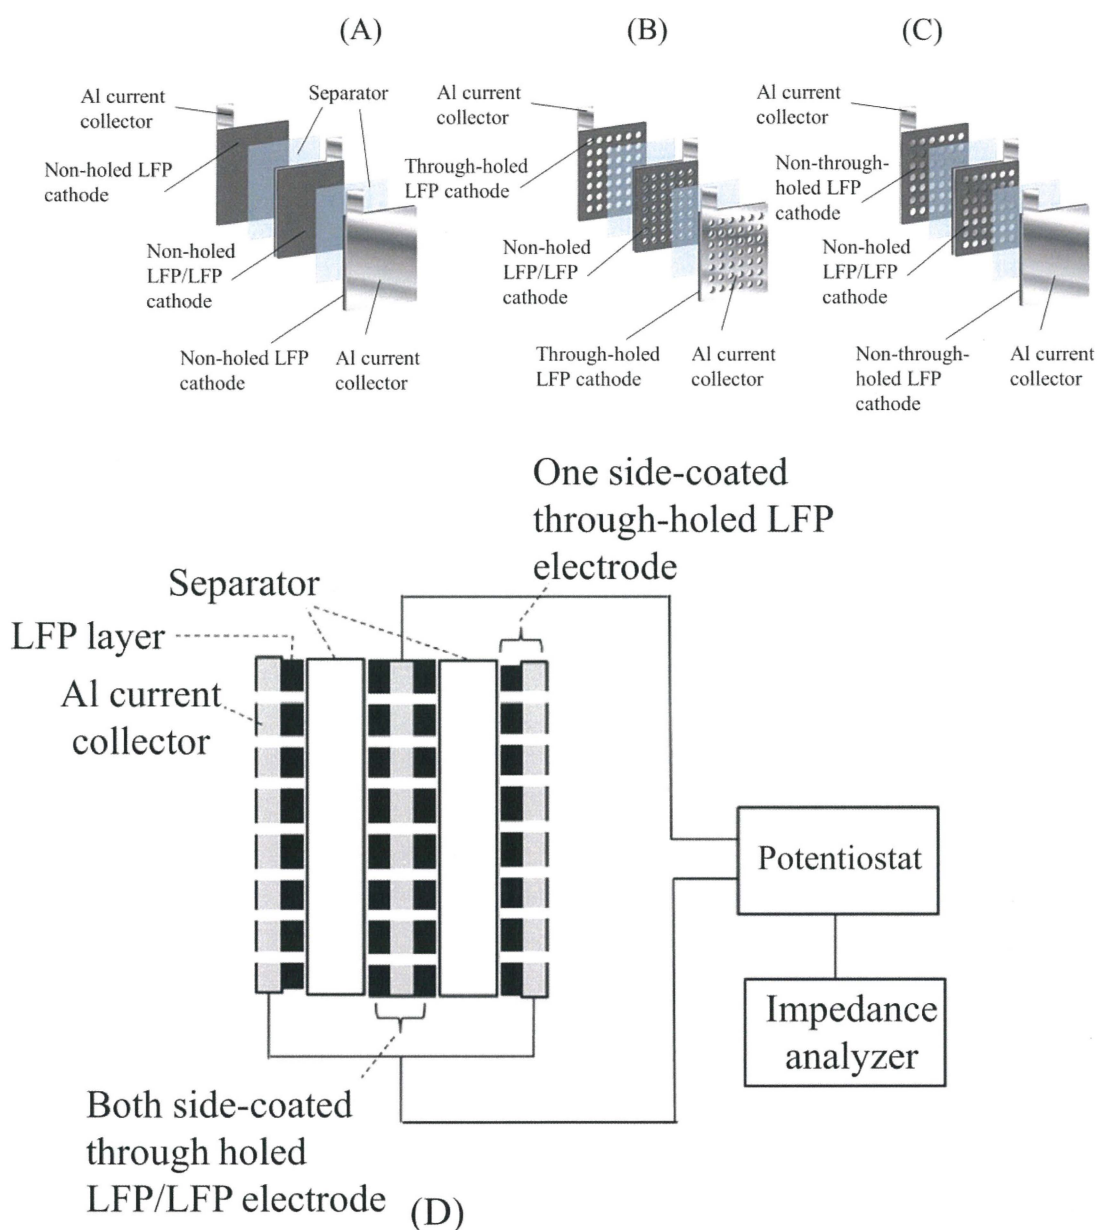 (A)
Al current
collector
Separator
Non-holed LFP
cathode
Non-holed
LFP/LFP
cathode
Non-holed LFP
cathode
Al current
collector
(B)
Al current
collector
Through-holed
LFP cathode
Non-holed
LFP/LFP
cathode
Through-holed
LFP cathode
Al current
collector
(C)
Al current
collector
Non-through-
holed LFP
cathode
Non-holed
LFP/LFP
cathode
Non-through-
holed LFP
cathode
Al current
collector
One side-coated
through-holed LFP
electrode
Separator
LFP layer
Al current
collector
Potentiostat
Impedance
analyzer
Both side-coated
through holed
LFP/LFP electrode
(D)